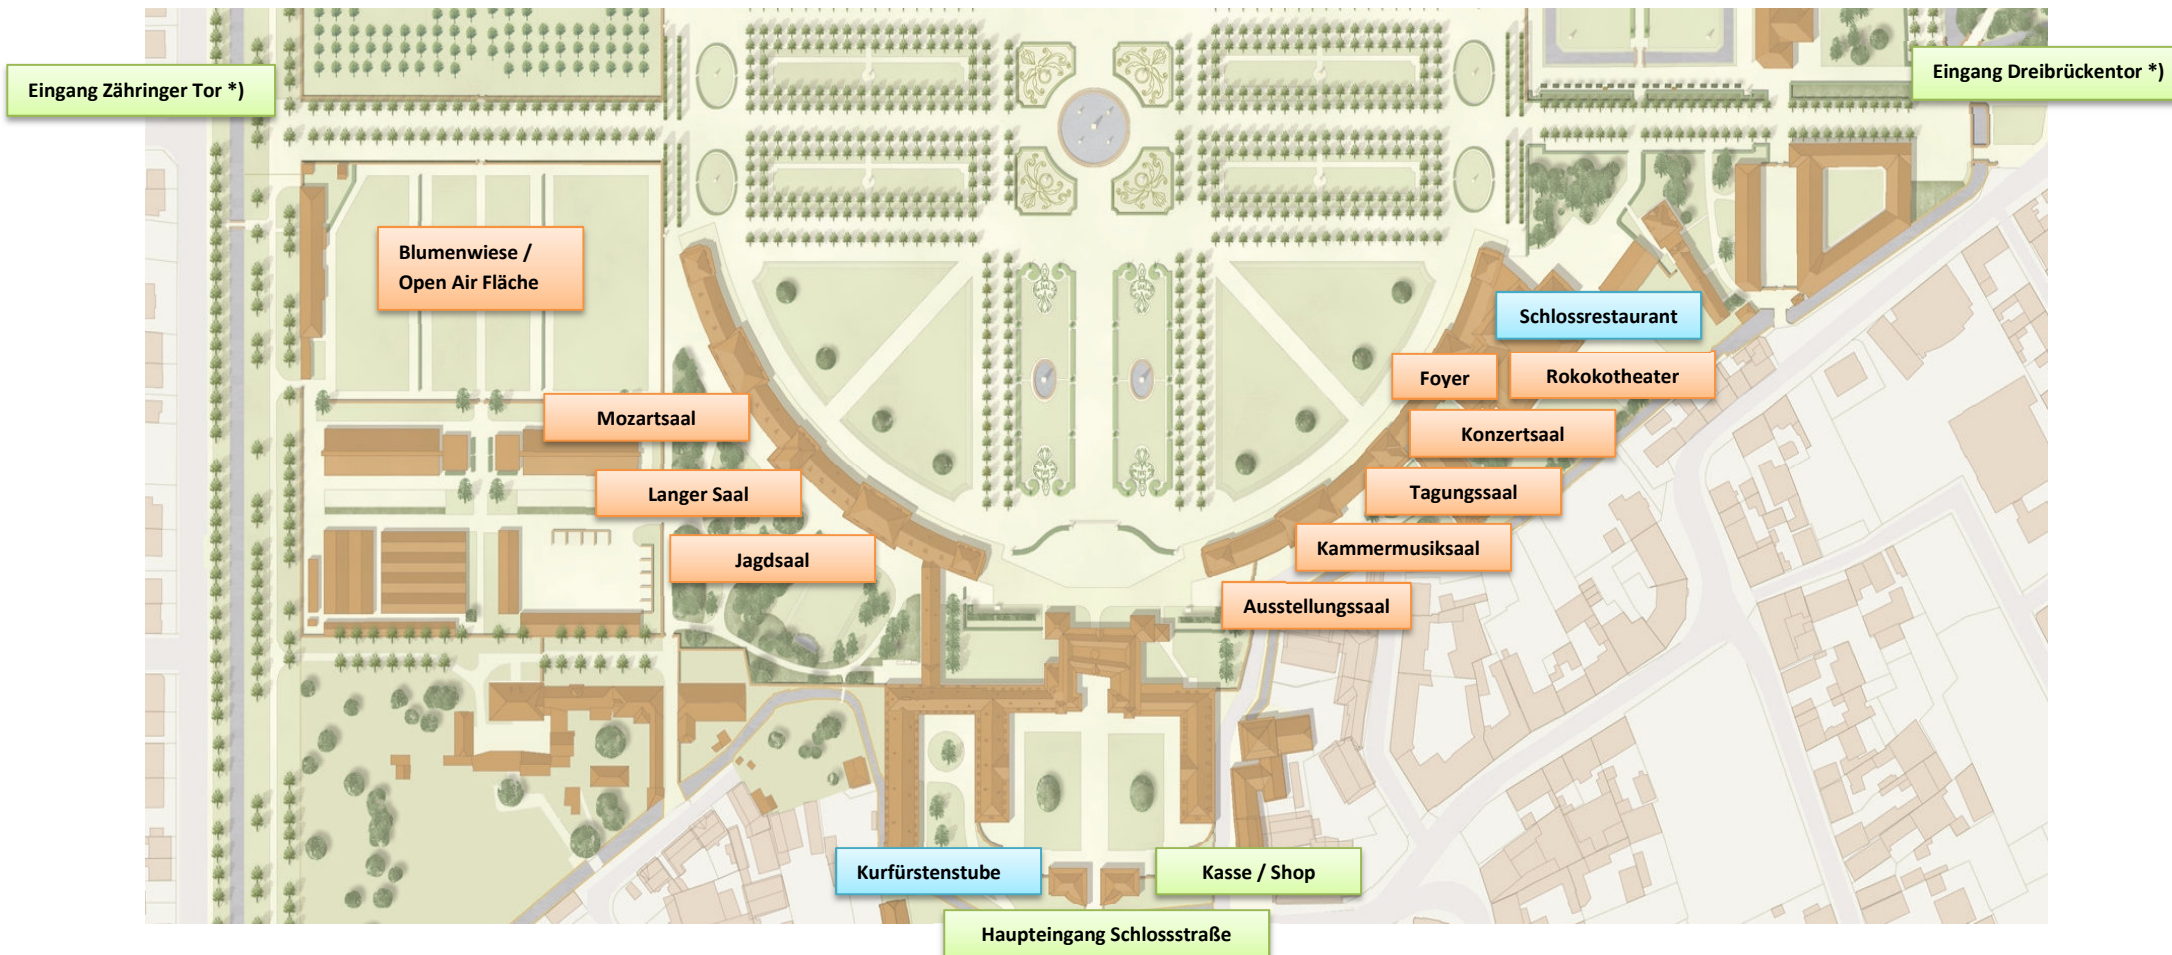 Eingang Zähringer Tor *)
Eingang Dreibrückentor *)
Blumenwiese /
Open Air Fläche
Schlossrestaurant
Foyer
Rokokotheater
Mozartsaal
Konzertsaal
Langer Saal
Tagungssaal
Jagdsaal
Kammermusiksaal
Ausstellungssaal
Kurfürstenstube
Kasse / Shop
Haupteingang Schlossstraße